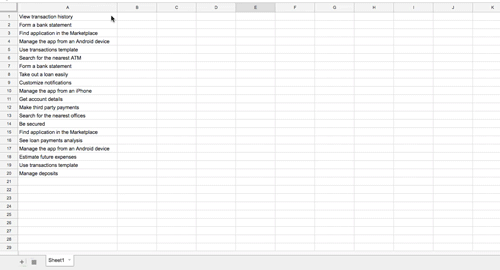 A B C D E F G H I J K
1 View transaction history
2 Form a bank statement
3 Find application in the Marketplace
4 Manage the app from an Android device
5 Use transactions template
6 Search for the nearest ATM
7 Form a bank statement
8 Take out a loan easily
9 Customize notifications
10 Manage the app from an iPhone
11 Get account details
12 Make third party payments
13 Search for the nearest offices
14 Be secured
15 Find application in the Marketplace
16 See loan payments analysis
17 Manage the app from an Android device
18 Estimate future expenses
19 Use transactions template
20 Manage deposits
21
22
23
24
25
26
27
28
29
Sheet1